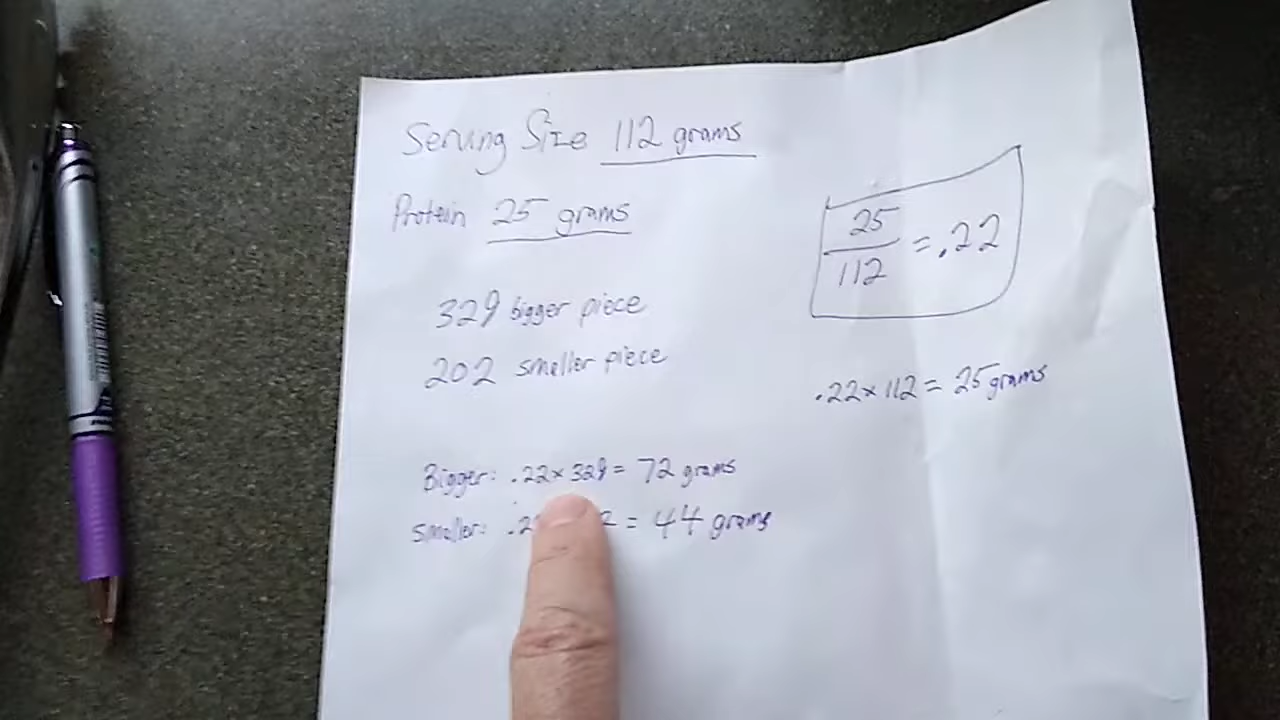 Serving Size 112 grams
Protein 25 grams
329 bigger piece
202 smaller piece
25
112
= .22
.22 × 112 = 25 grams
Bigger: .22 × 329 = 72 grams
Smaller: = 44 grams